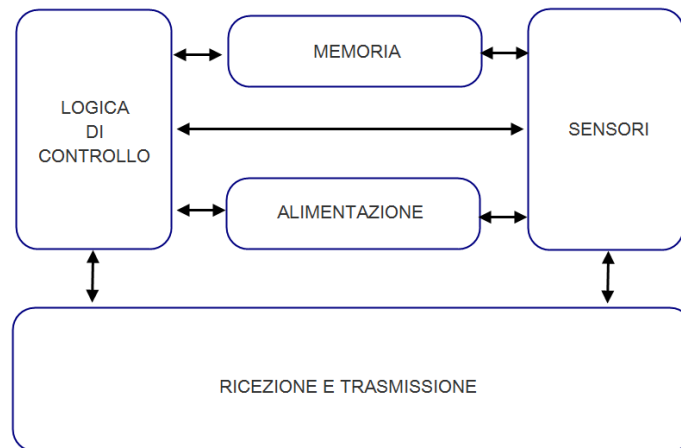 MEMORIA
LOGICA
DI
CONTROLLO
SENSORI
ALIMENTAZIONE
RICEZIONE E TRASMISSIONE